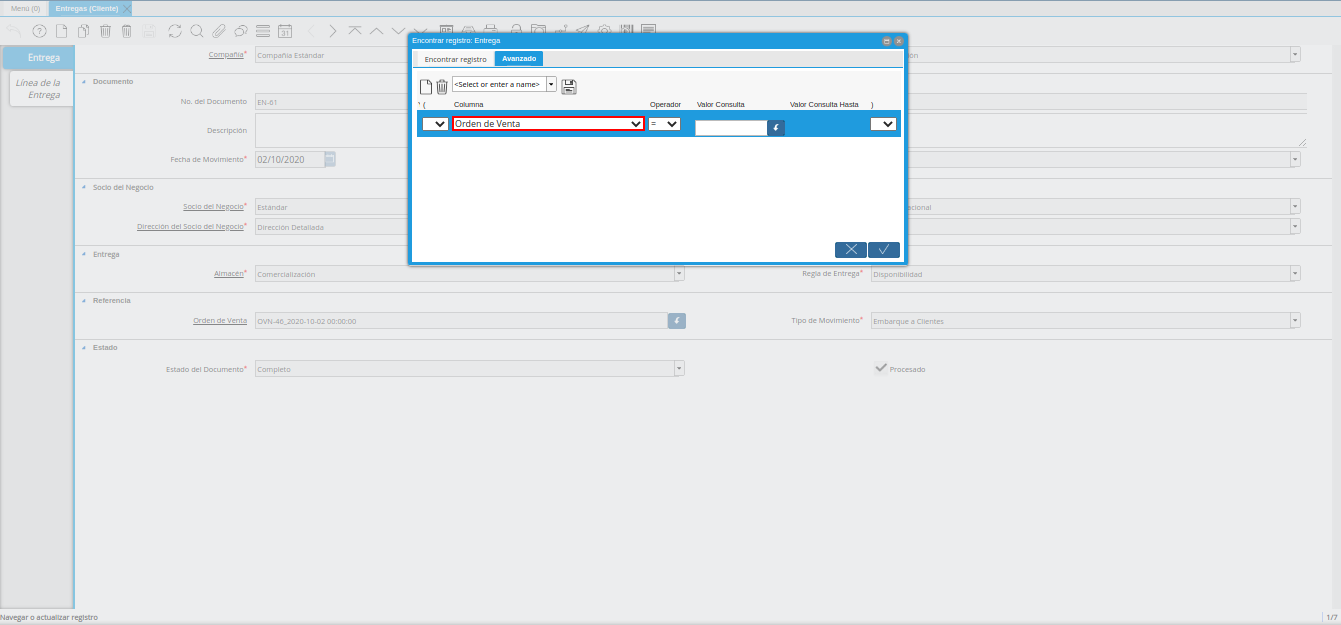 Menú (0)
Entregas (Cliente)
31
Encontrar registro: Entrega
Entrega
Línea de la
Entrega
Compañía*
Compañía Estándar
Encontrar registro
Avanzado
<Select or enter a name>
Documento
No. del Documento
EN-61
' (
Columna
Operador
Valor Consulta
Valor Consulta Hasta
)
Orden de Venta
=
Descripción
Fecha de Movimiento*
02/10/2020
Socio del Negocio
Socio del Negocio*
Estándar
Dirección del Socio del Negocio*
Dirección Detallada
Entrega
Almacén*
Comercialización
Regla de Entrega*
Disponibilidad
Referencia
Orden de Venta
OVN-46_2020-10-02 00:00:00
Tipo de Movimiento*
Embarque a Clientes
Estado
Estado del Documento*
Completo
Procesado
Navegar o actualizar registro
1/7